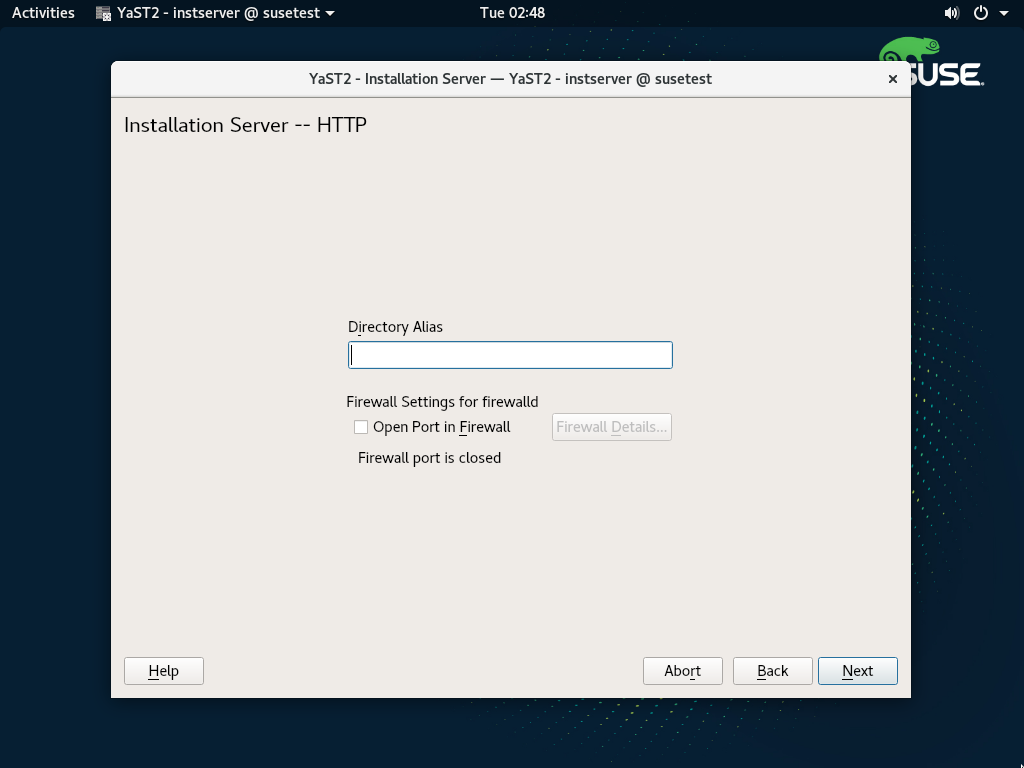 Activities YaST2 - instserver @ susetest Tue 02:48
SUSE.
YaST2 - Installation Server — YaST2 - instserver @ susetest
Installation Server -- HTTP
Directory Alias
Firewall Settings for firewalld
Open Port in Firewall Firewall Details...
Firewall port is closed
Help Abort Back Next